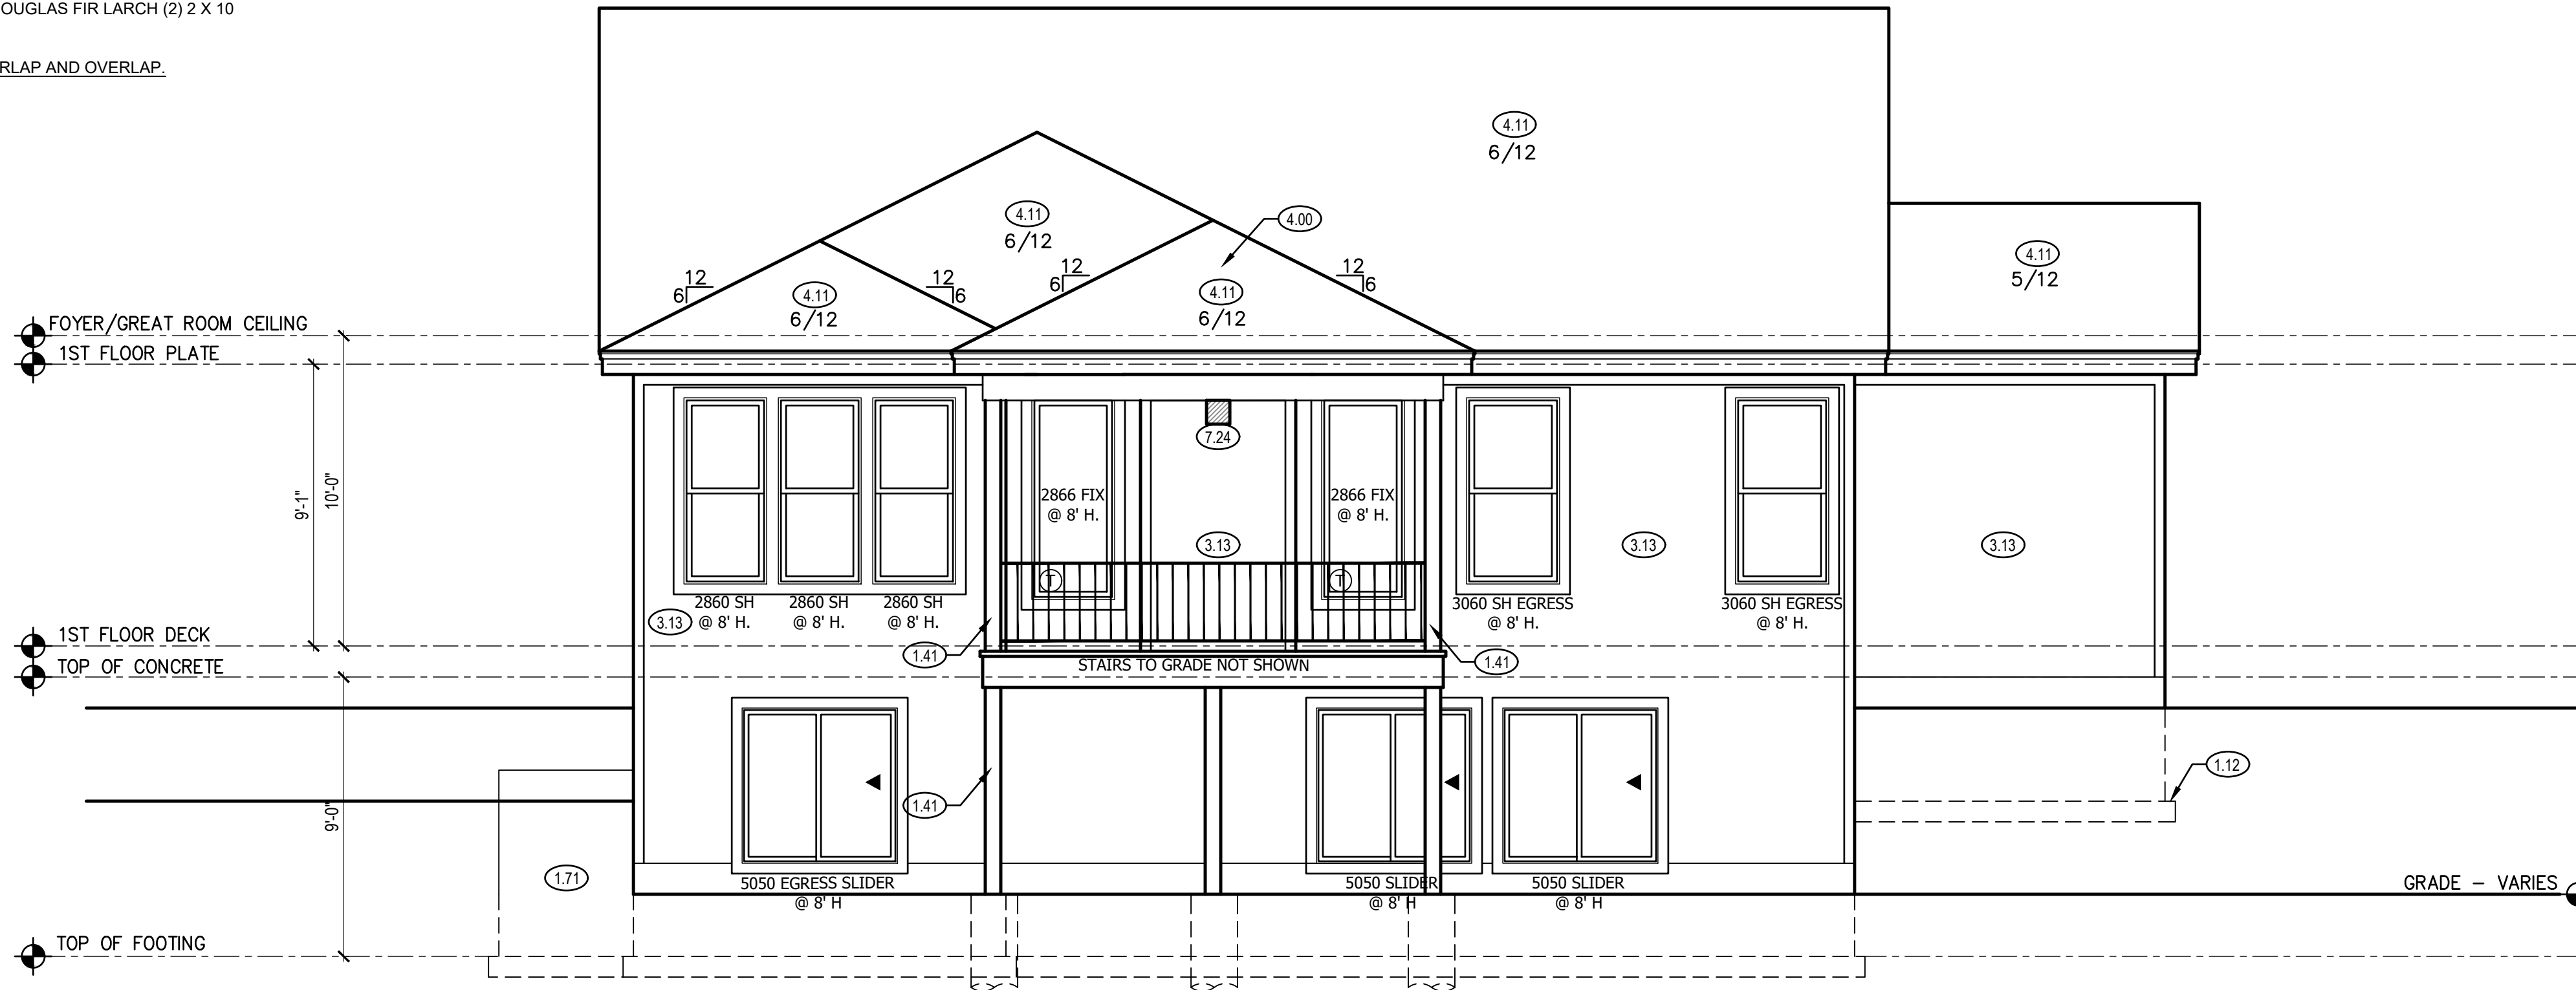 OUGLAS FIR LARCH (2) 2 X 10
RLAP AND OVERLAP.
4.11
6/12
4.11
6/12
4.00
4.11
5/12
12
6
12
6
12
6
12
6
4.11
6/12
4.11
6/12
FOYER/GREAT ROOM CEILING
1ST FLOOR PLATE
9'-1"
10'-0"
7.24
2866 FIX
@ 8' H.
2866 FIX
@ 8' H.
3.13
3.13
3.13
T
T
2860 SH
@ 8' H.
2860 SH
@ 8' H.
2860 SH
@ 8' H.
3.13
3060 SH EGRESS
@ 8' H.
3060 SH EGRESS
@ 8' H.
1ST FLOOR DECK
1.41
1.41
STAIRS TO GRADE NOT SHOWN
TOP OF CONCRETE
1.12
1.41
9'-0"
1.71
5050 EGRESS SLIDER
@ 8' H
5050 SLIDER
@ 8' H
5050 SLIDER
@ 8' H
GRADE - VARIES
TOP OF FOOTING